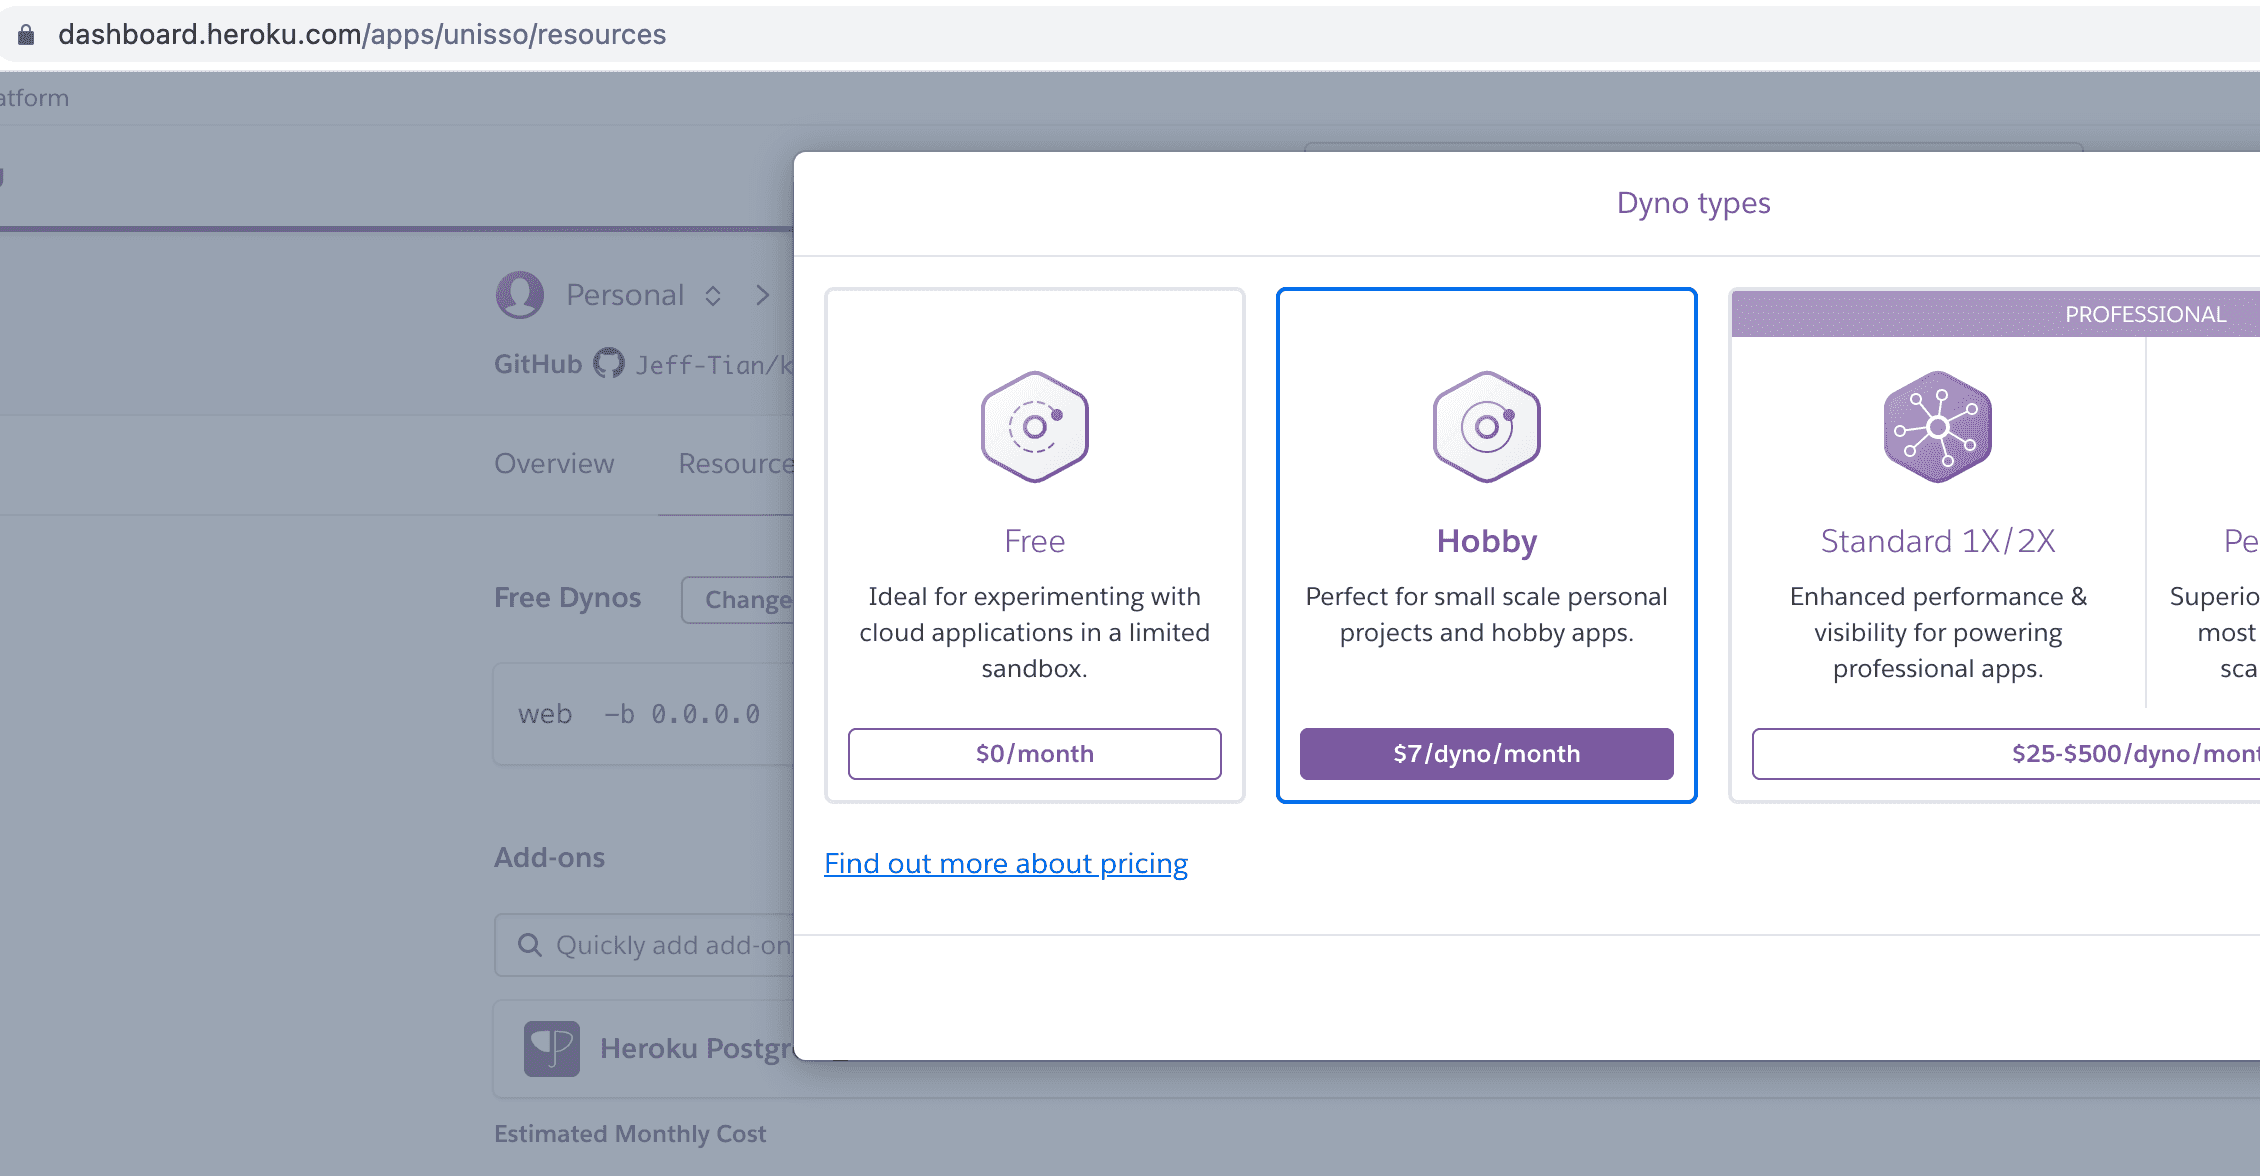 dashboard.heroku.com/apps/unisso/resources
atform
Dyno types
Personal
GitHub Jeff-Tian/k
Overview Resource
Free Dynos Change
web -b 0.0.0.0
Add-ons
Quickly add add-on
Heroku Postgr
Estimated Monthly Cost
Free
Ideal for experimenting with
cloud applications in a limited
sandbox.
$0/month
Hobby
Perfect for small scale personal
projects and hobby apps.
$7/dyno/month
PROFESSIONAL
Standard 1X/2X
Enhanced performance &
visibility for powering
professional apps.
Pe
Superio
most
sca
$25-$500/dyno/mont
Find out more about pricing